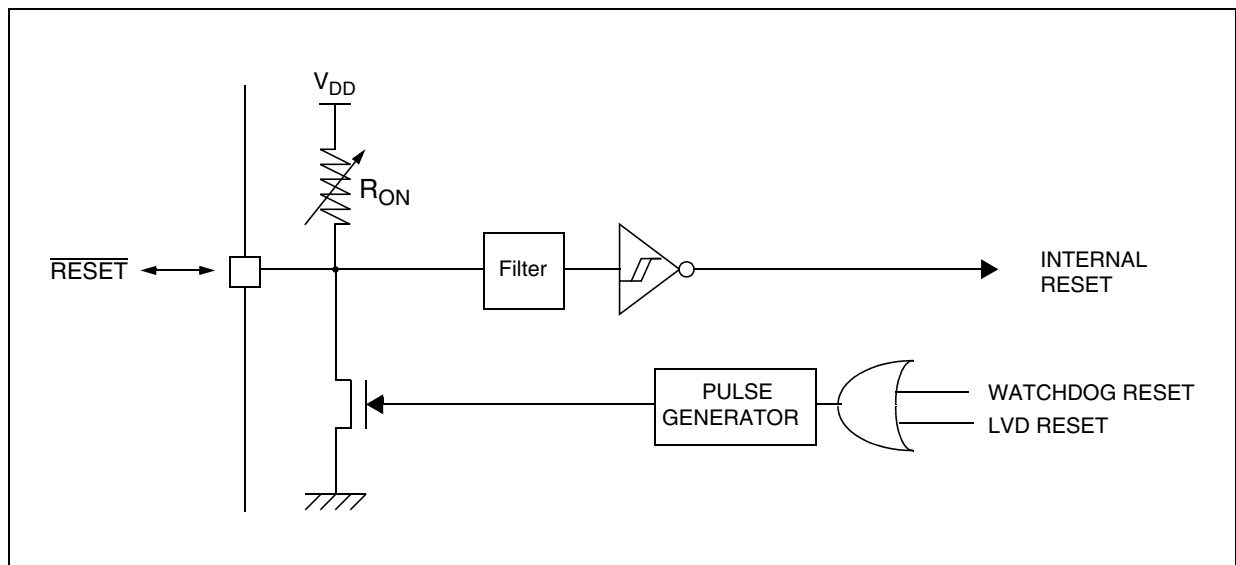 VDD
RON
RESET
Filter
INTERNAL
RESET
PULSE
GENERATOR
WATCHDOG RESET
LVD RESET